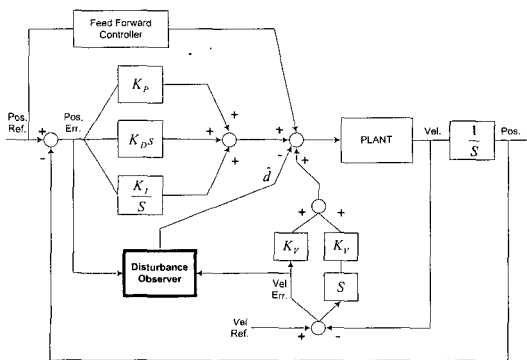 Feed Forward
Controller
+
K_P
Pos.
Ref.
Pos.
Err.
+
+
+
-
K_D S
+
+
+
-
+
PLANT
Vel.
1
S
Pos.
K_I
S
d̂
+
+
K_V
K_V
Disturbance
Observer
Vel
Err.
S
Vel
Ref.
+
-